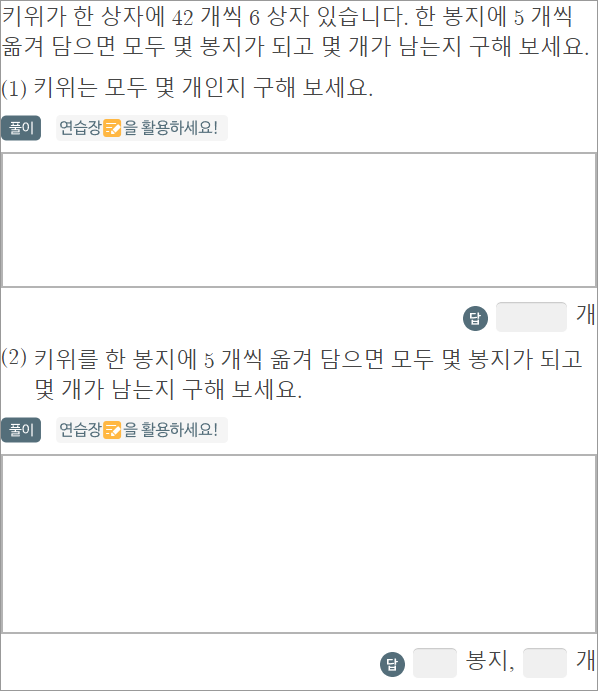 키위가 한 상자에 42 개씩 6 상자 있습니다. 한 봉지에 5 개씩
옮겨 담으면 모두 몇 봉지가 되고 몇 개가 남는지 구해 보세요.
(1) 키위는 모두 몇 개인지 구해 보세요.
풀이 연습장을 활용하세요!
답 개
(2) 키위를 한 봉지에 5 개씩 옮겨 담으면 모두 몇 봉지가 되고
몇 개가 남는지 구해 보세요.
풀이 연습장을 활용하세요!
답 봉지, 개